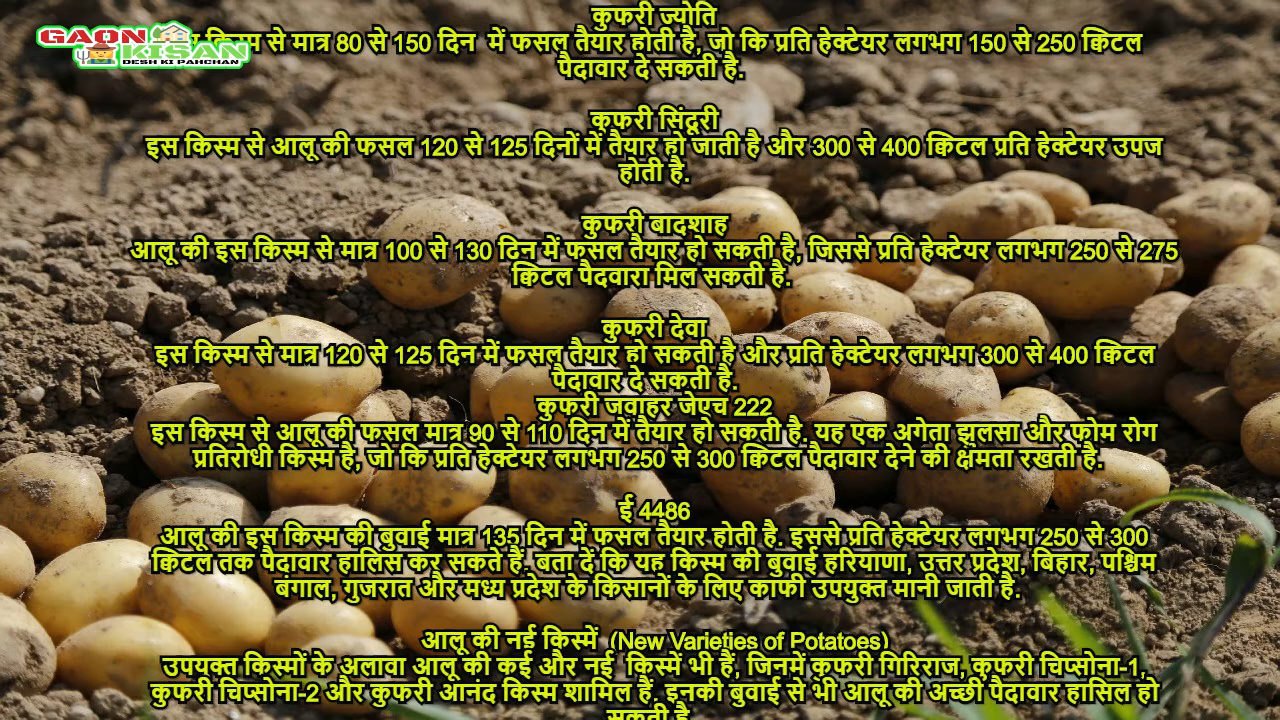 GAON
KISAN
DESH KI PAHCHAN
कुफरी ज्योति
किस्म से मात्र 80 से 150 दिन में फसल तैयार होती है, जो कि प्रति हेक्टेयर लगभग 150 से 250 क्विंटल
पैदावार दे सकती है.
कुफरी सिंदूरी
इस किस्म से आलू की फसल 120 से 125 दिनों में तैयार हो जाती है और 300 से 400 क्विंटल प्रति हेक्टेयर उपज
होती है.
कुफरी बादशाह
आलू की इस किस्म से मात्र 100 से 130 दिन में फसल तैयार हो सकती है, जिससे प्रति हेक्टेयर लगभग 250 से 275
क्विंटल पैदवारा मिल सकती है.
कुफरी देवा
इस किस्म से मात्र 120 से 125 दिन में फसल तैयार हो सकती है और प्रति हेक्टेयर लगभग 300 से 400 क्विंटल
पैदावार दे सकती है.
कुफरी जवाहर जेएच 222
इस किस्म से आलू की फसल मात्र 90 से 110 दिन में तैयार हो सकती है. यह एक अगेता झुलसा और फोम रोग
प्रतिरोधी किस्म है, जो कि प्रति हेक्टेयर लगभग 250 से 300 क्विंटल पैदावार देने की क्षमता रखती है.
ई 4486
आलू की इस किस्म की बुवाई मात्र 135 दिन में फसल तैयार होती है. इससे प्रति हेक्टेयर लगभग 250 से 300
क्विंटल तक पैदावार हालिस कर सकते हैं. बता दें कि यह किस्म की बुवाई हरियाणा, उत्तर प्रदेश, बिहार, पश्चिम
बंगाल, गुजरात और मध्य प्रदेश के किसानों के लिए काफी उपयुक्त मानी जाती है.
आलू की नई किस्में (New Varieties of Potatoes)
उपयक्त किस्मों के अलावा आलू की कई और नई किस्में भी हैं, जिनमें कुफरी गिरिराज, कुफरी चिप्सोना-1,
कुफरी चिप्सोना-2 और कुफरी आनंद किस्म शामिल हैं. इनकी बुवाई से भी आलू की अच्छी पैदावार हासिल हो
सकती है